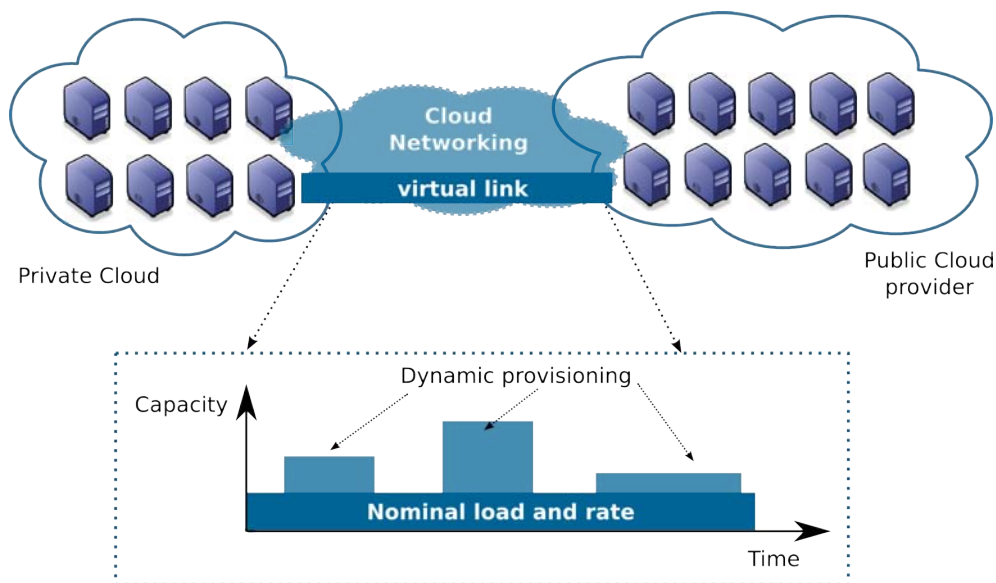 Cloud
Networking
virtual link
Private Cloud
Public Cloud
provider
Dynamic provisioning
Capacity
Nominal load and rate
Time